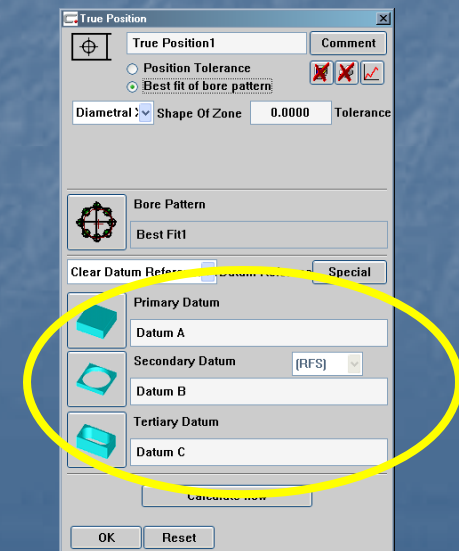 True Position
True Position1
Comment
Position Tolerance
Best fit of bore pattern
Diametral
Shape Of Zone
0.0000
Tolerance
Bore Pattern
Best Fit1
Clear Datum
Special
Primary Datum
Datum A
Secondary Datum
(RFS)
Datum B
Tertiary Datum
Datum C
OK
Reset